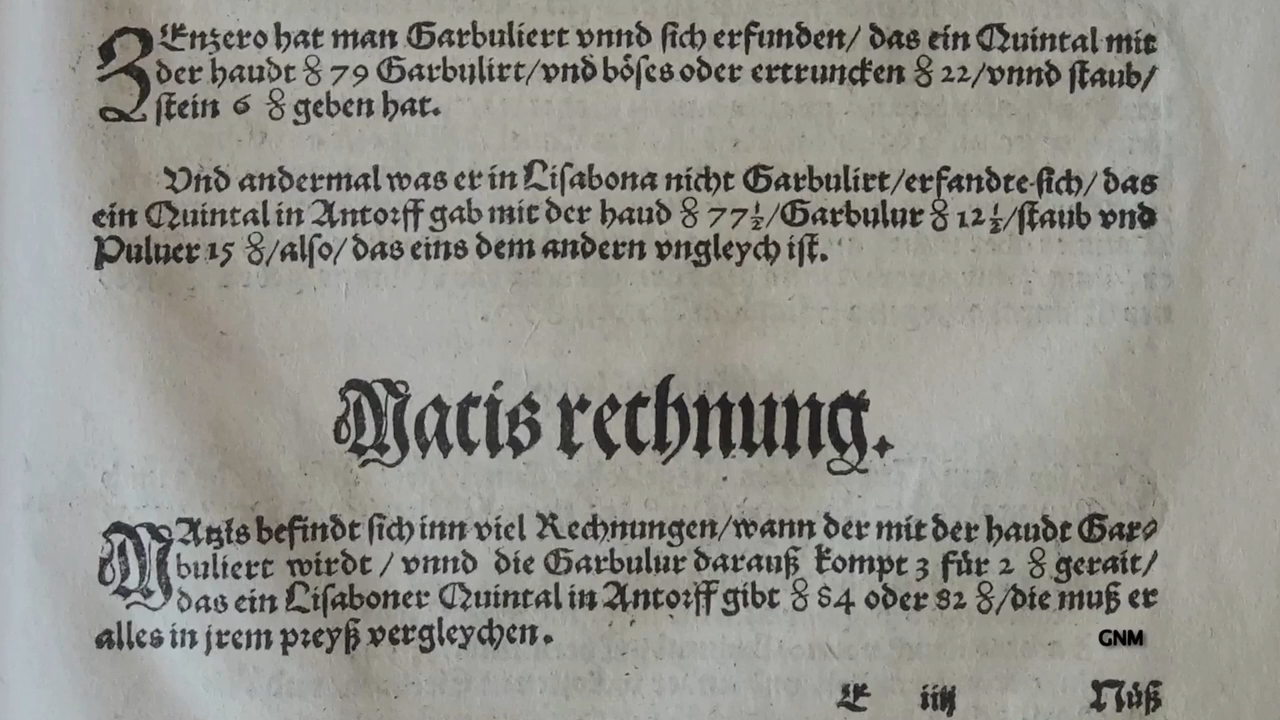 ZEnzero hat man Garbuliert vnnd sich erfunden/ das ein Quintal mit
der haudt ℔ 79 Garbulirt/vnd böses oder ertruncken ℔ 22/vnnd staub/
stein 6 ℔ geben hat.
Vnd andermal was er in Lisabona nicht Garbulirt/erfandte sich/ das
ein Quintal in Antorff gab mit der haud ℔ 77½/Garbulur ℔ 12½/staub vnd
Puluer 15 ℔/also/ das eins dem andern vngleych ist.
Matis rechnung.
MAtzis befindt sich inn viel Rechnungen/wann der mit der haudt Gar⸗
buliert wirdt / vnnd die Garbulur darauß kompt 3 für 2 ℔ gerait/
das ein Lisaboner Quintal in Antorff gibt ℔ 84 oder 82 ℔/die muß er
alles in jrem preyß vergleychen.
GNM
E iiij Nüß